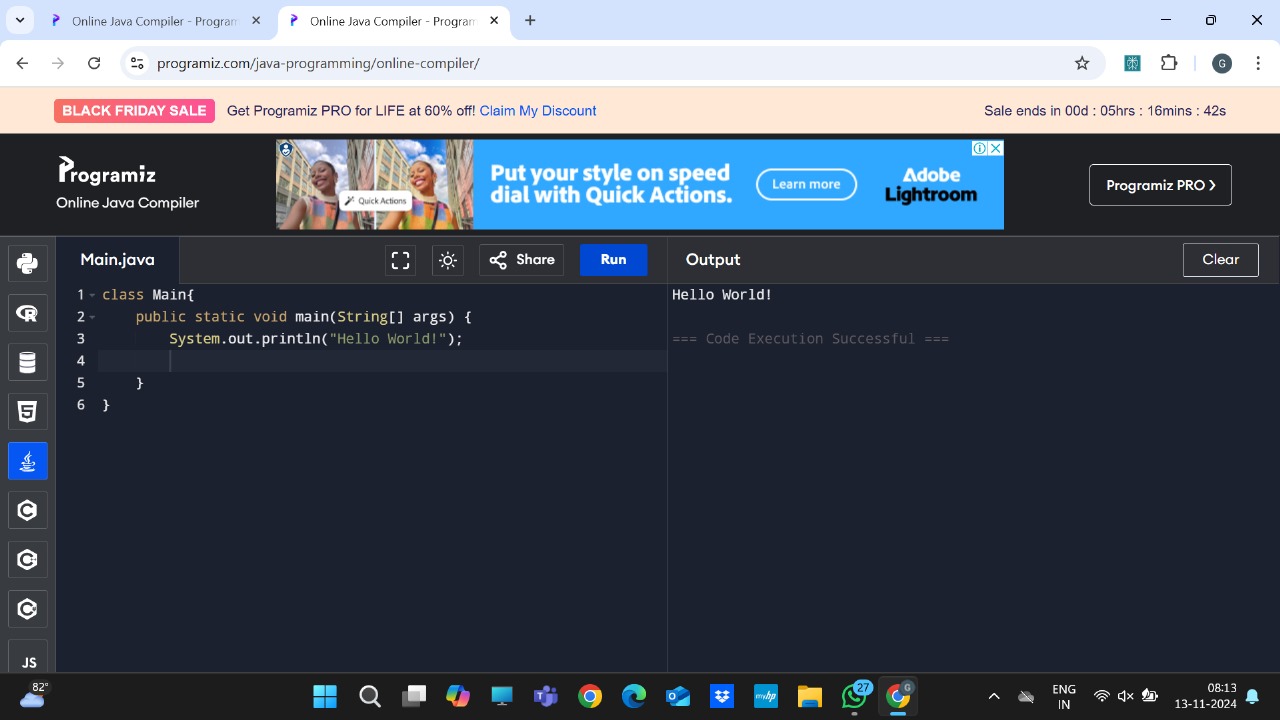 Online Java Compiler - Program
Online Java Compiler - Program
programiz.com/java-programming/online-compiler/
G
BLACK FRIDAY SALE Get Programiz PRO for LIFE at 60% off! Claim My Discount
Sale ends in 00d : 05hrs : 16mins : 42s
Programiz
Online Java Compiler
Quick Actions
Put your style on speed
dial with Quick Actions.
Learn more
Adobe
Lightroom
Programiz PRO
Main.java
Share
Run
Output
Clear
1 class Main{
2 public static void main(String[] args) {
3 System.out.println("Hello World!");
4
5 }
6 }
Hello World!
=== Code Execution Successful ===
JS
82°
27
G
ENG
IN
08:13
13-11-2024